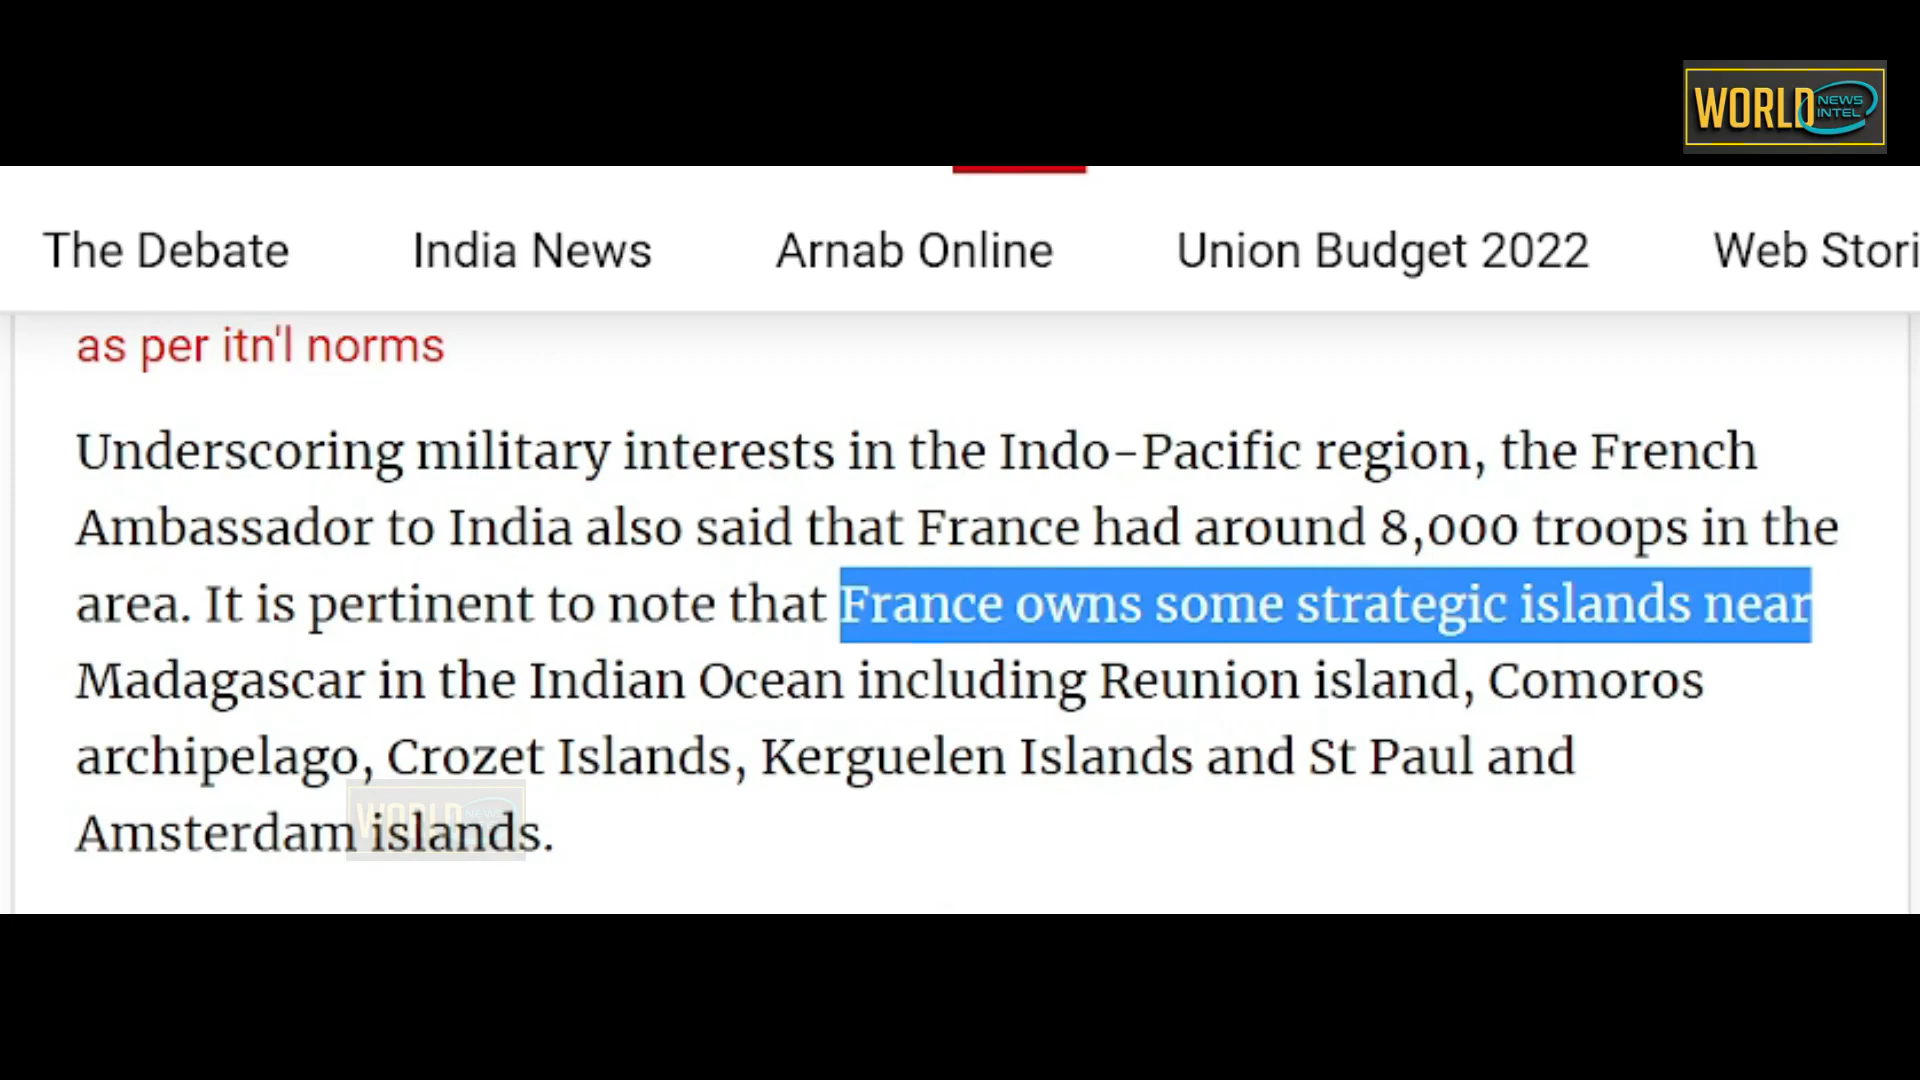 WORLD NEWS INTEL
The Debate India News Arnab Online Union Budget 2022 Web Stori
as per itn'l norms
Underscoring military interests in the Indo-Pacific region, the French
Ambassador to India also said that France had around 8,000 troops in the
area. It is pertinent to note that France owns some strategic islands near
Madagascar in the Indian Ocean including Reunion island, Comoros
archipelago, Crozet Islands, Kerguelen Islands and St Paul and
Amsterdam islands.
WORLD NEWS